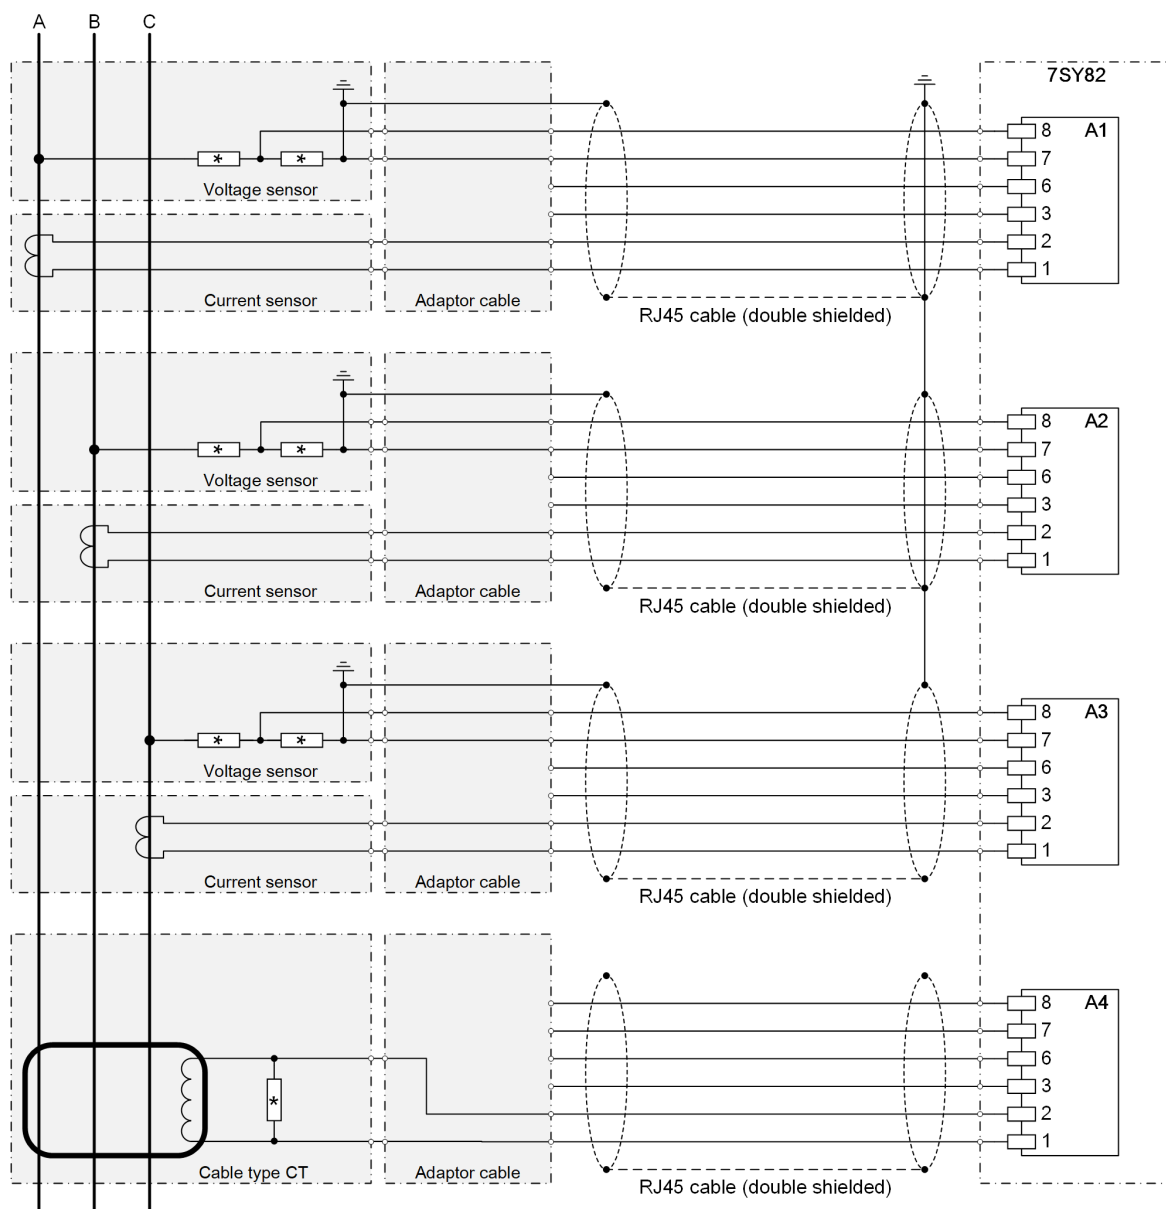 A B C
7SY82
8 A1
7
6
3
2
1
* *
Voltage sensor
Current sensor
Adaptor cable
RJ45 cable (double shielded)
8 A2
7
6
3
2
1
* *
Voltage sensor
Current sensor
Adaptor cable
RJ45 cable (double shielded)
8 A3
7
6
3
2
1
* *
Voltage sensor
Current sensor
Adaptor cable
RJ45 cable (double shielded)
8 A4
7
6
3
2
1
*
Cable type CT
Adaptor cable
RJ45 cable (double shielded)